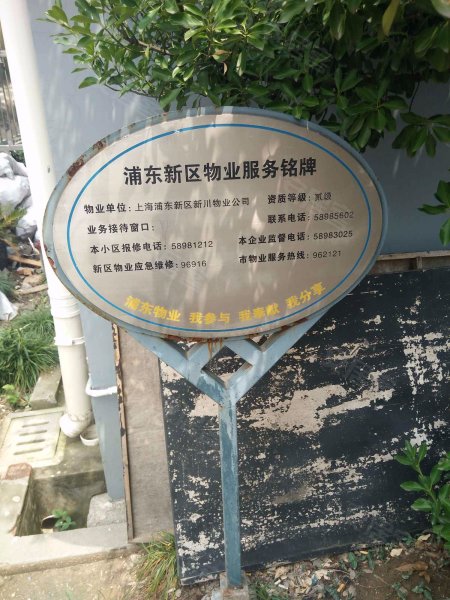 浦东新区物业服务铭牌
物业单位：上海浦东新区新川物业公司 资质等级：贰级
业务接待窗口： 联系电话：58985602
本小区报修电话：58981212 本企业监督电话：58983025
新区物业应急维修：96916 市物业服务热线：962121
浦东物业 我参与 我奉献 我分享